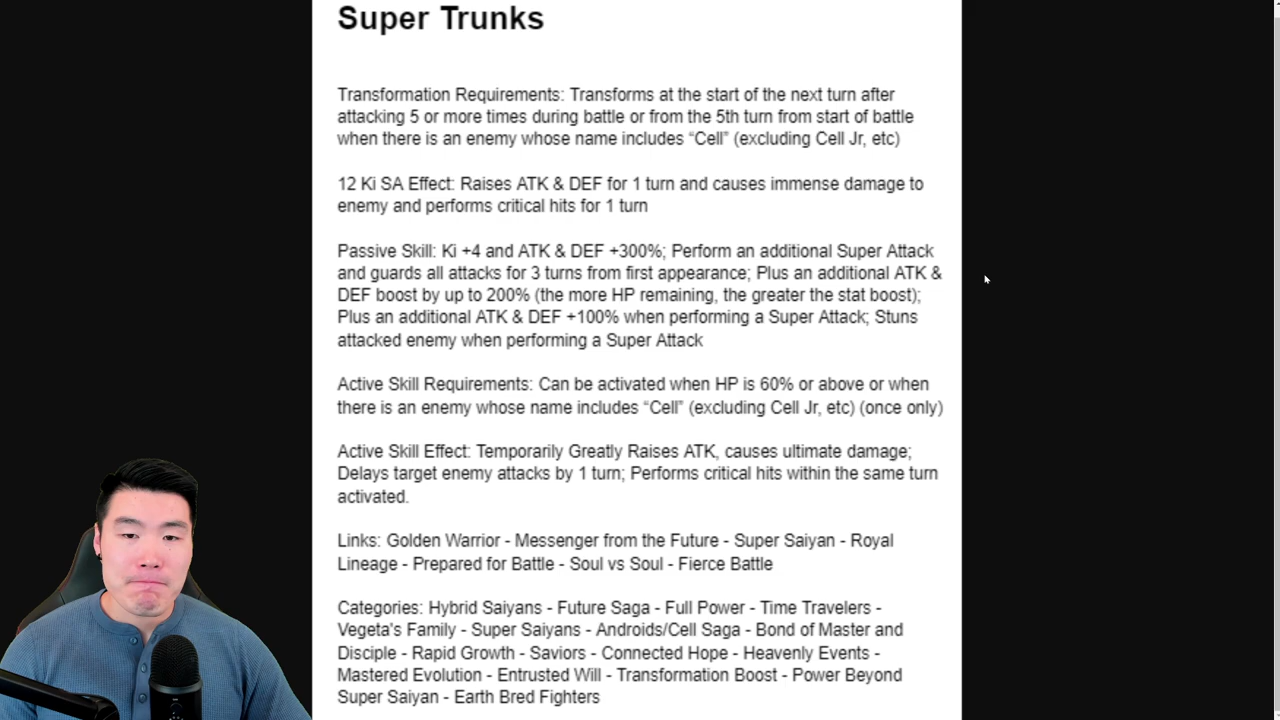 Super Trunks
Transformation Requirements: Transforms at the start of the next turn after
attacking 5 or more times during battle or from the 5th turn from start of battle
when there is an enemy whose name includes “Cell” (excluding Cell Jr, etc)
12 Ki SA Effect: Raises ATK & DEF for 1 turn and causes immense damage to
enemy and performs critical hits for 1 turn
Passive Skill: Ki +4 and ATK & DEF +300%; Perform an additional Super Attack
and guards all attacks for 3 turns from first appearance; Plus an additional ATK &
DEF boost by up to 200% (the more HP remaining, the greater the stat boost);
Plus an additional ATK & DEF +100% when performing a Super Attack; Stuns
attacked enemy when performing a Super Attack
Active Skill Requirements: Can be activated when HP is 60% or above or when
there is an enemy whose name includes “Cell” (excluding Cell Jr, etc) (once only)
Active Skill Effect: Temporarily Greatly Raises ATK, causes ultimate damage;
Delays target enemy attacks by 1 turn; Performs critical hits within the same turn
activated.
Links: Golden Warrior - Messenger from the Future - Super Saiyan - Royal
Lineage - Prepared for Battle - Soul vs Soul - Fierce Battle
Categories: Hybrid Saiyans - Future Saga - Full Power - Time Travelers -
Vegeta's Family - Super Saiyans - Androids/Cell Saga - Bond of Master and
Disciple - Rapid Growth - Saviors - Connected Hope - Heavenly Events -
Mastered Evolution - Entrusted Will - Transformation Boost - Power Beyond
Super Saiyan - Earth Bred Fighters